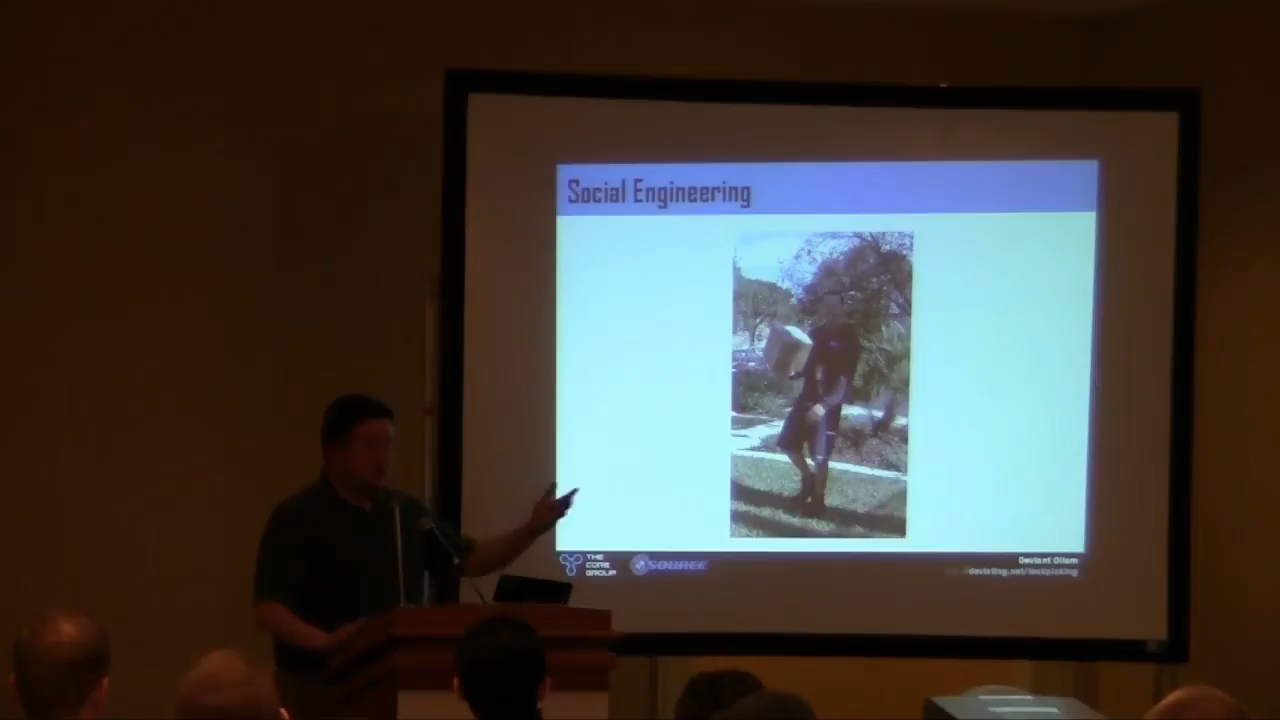 Social Engineering
THE
CORE
GROUP
SOURCE
Deviant Ollam
deviating.net/lockpicking